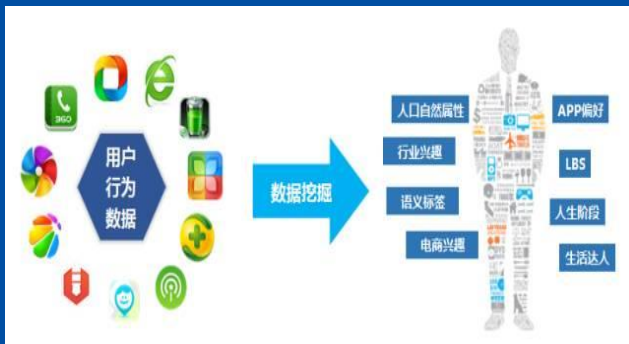 360
用户
行为
数据
数据挖掘
人口自然属性
行业兴趣
语义标签
电商兴趣
APP偏好
LBS
人生阶段
生活达人